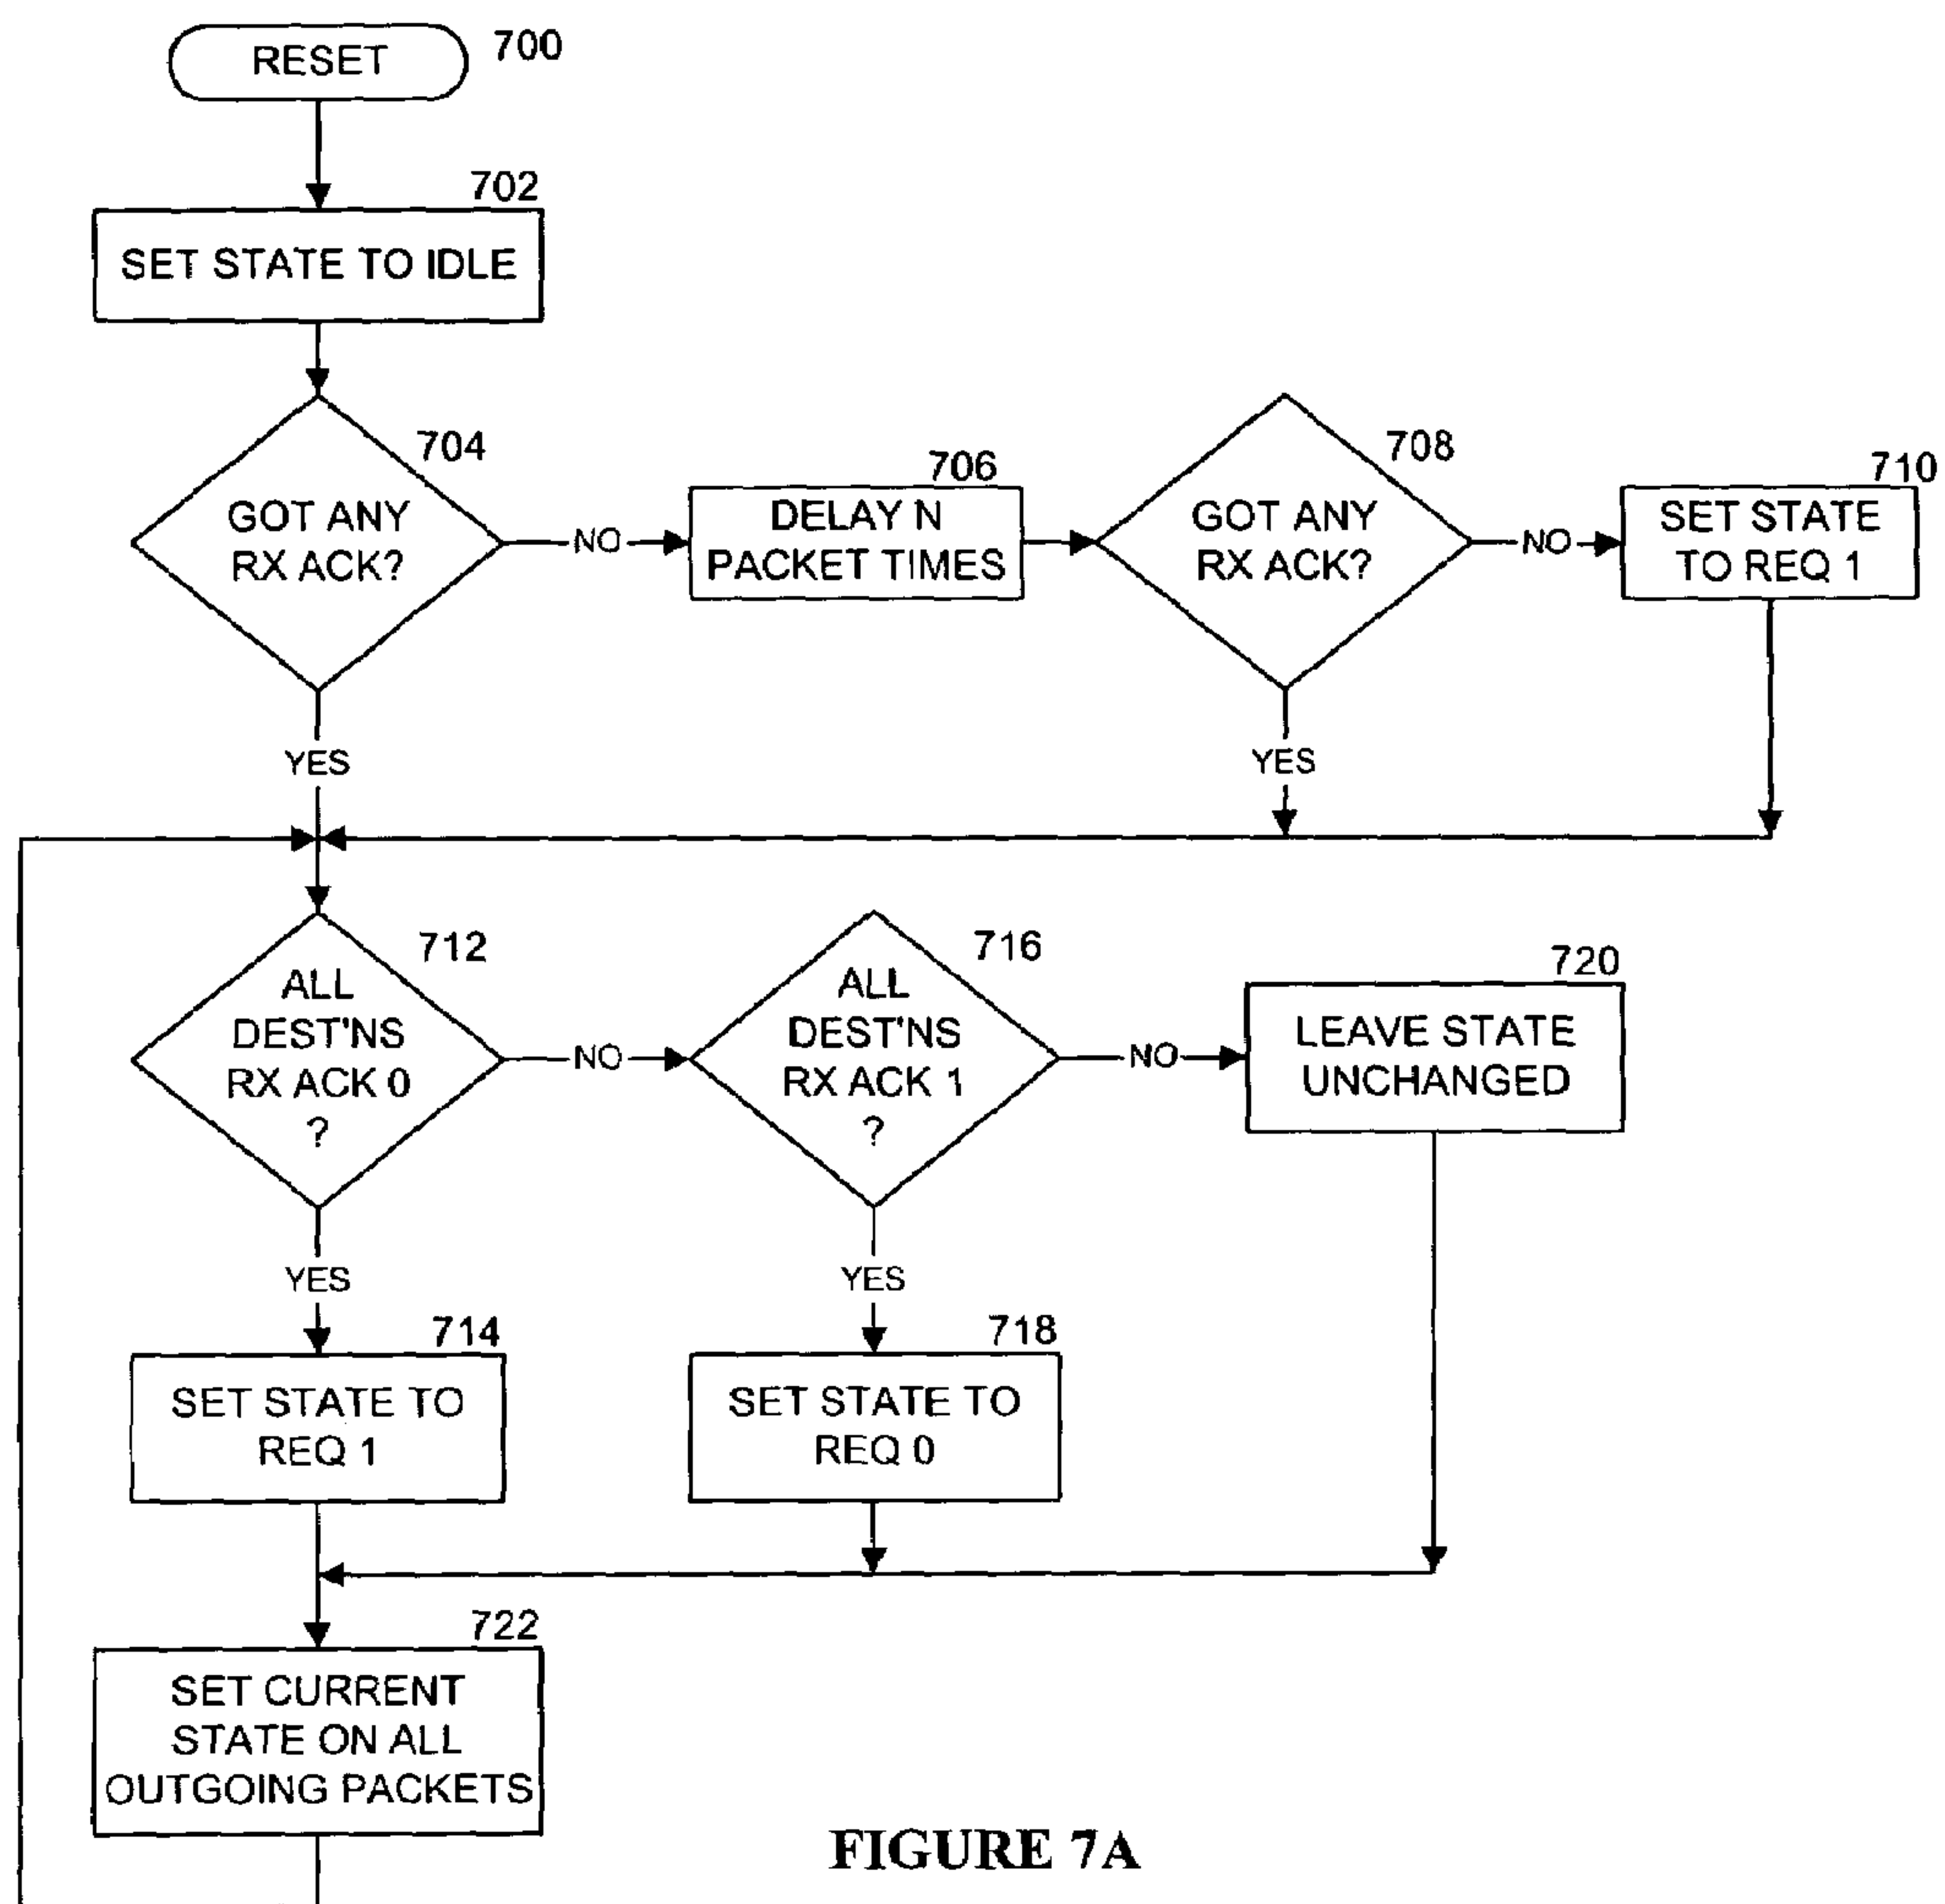 RESET
700
702
SET STATE TO IDLE
704
GOT ANY
RX ACK?
NO
706
DELAY N
PACKET TIMES
708
GOT ANY
RX ACK?
NO
710
SET STATE
TO REQ 1
YES
YES
712
ALL
DEST'NS
RX ACK 0
?
NO
716
ALL
DEST'NS
RX ACK 1
?
NO
720
LEAVE STATE
UNCHANGED
YES
YES
714
SET STATE TO
REQ 1
718
SET STATE TO
REQ 0
722
SET CURRENT
STATE ON ALL
OUTGOING PACKETS
FIGURE 7A